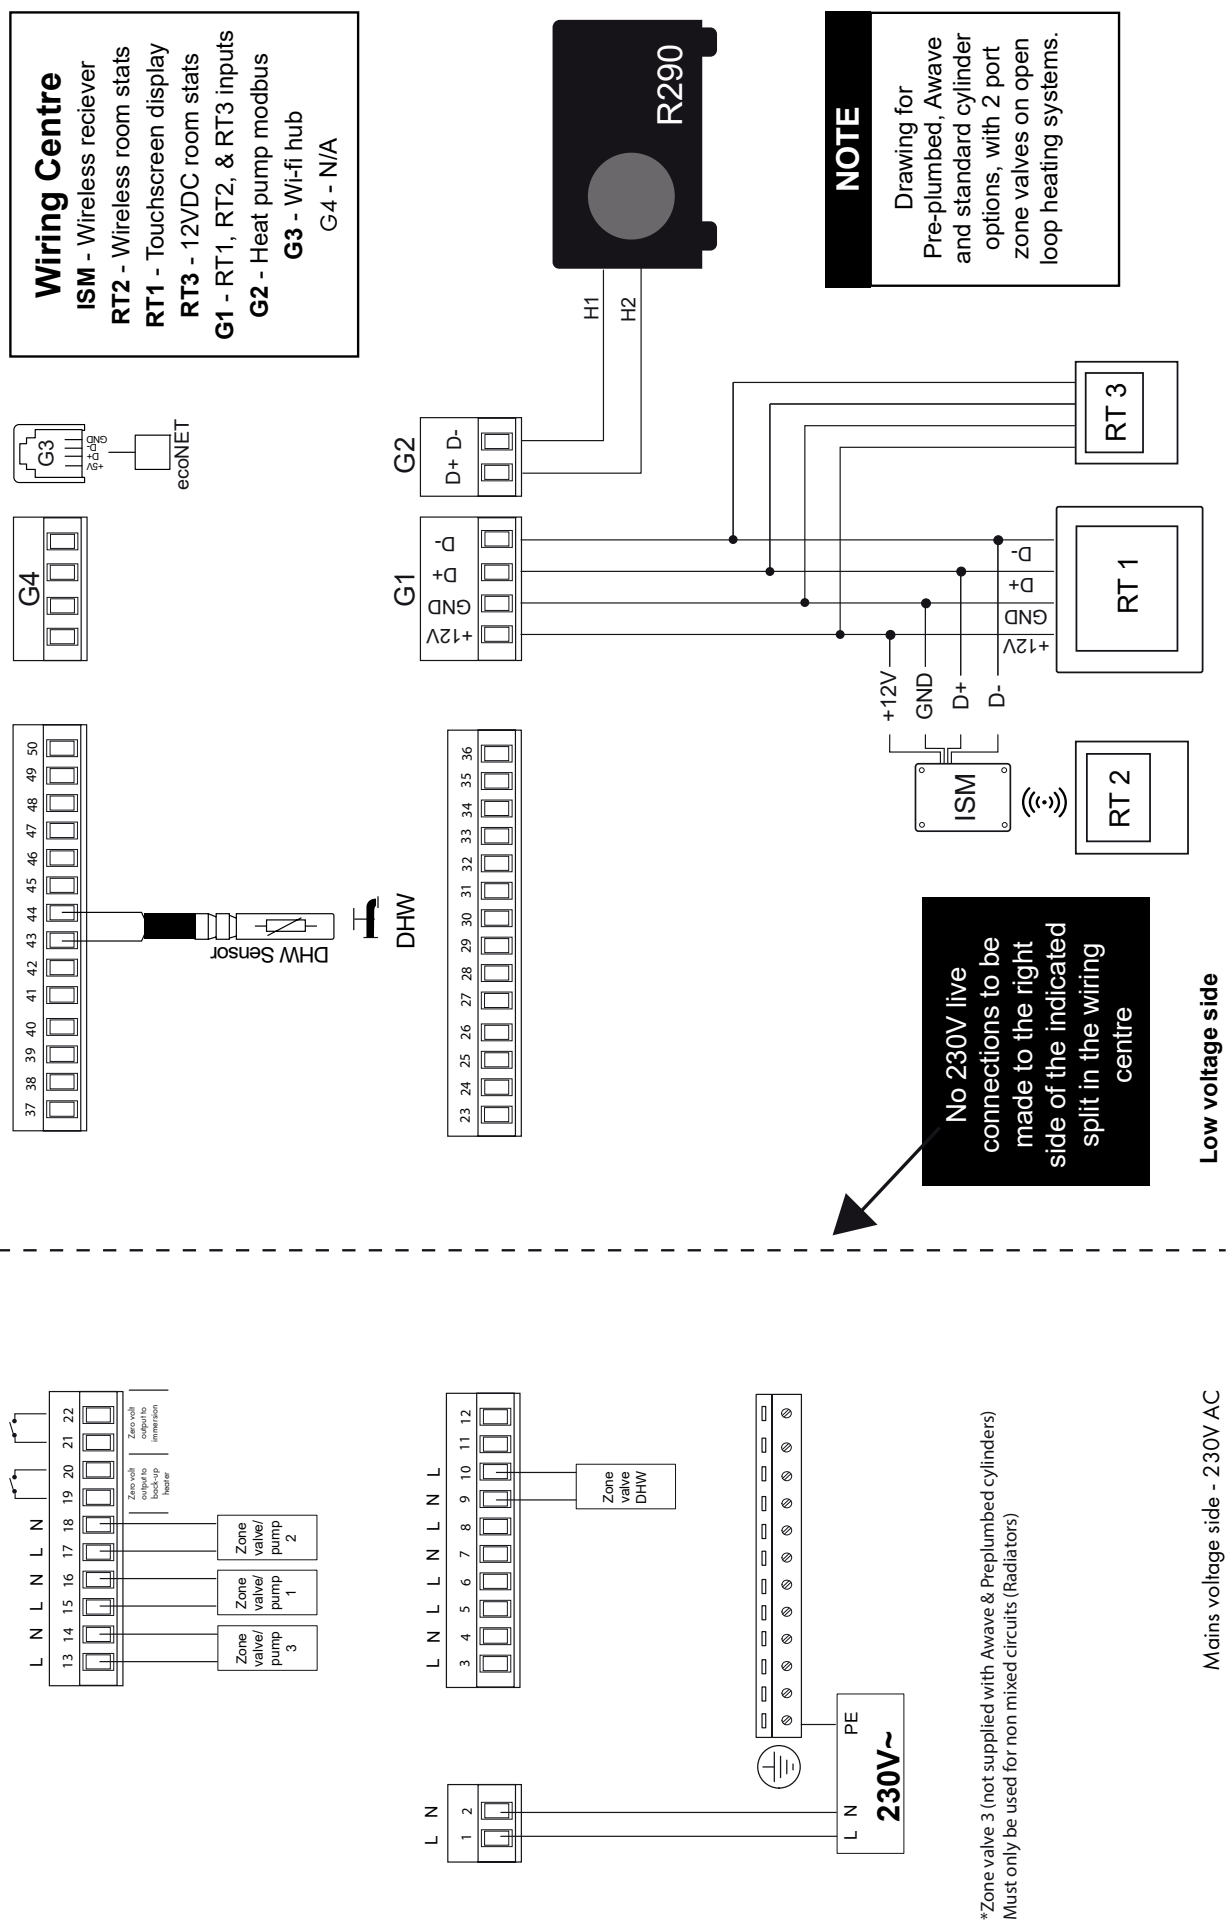 Wiring Centre
ISM - Wireless reciever
RT2 - Wireless room stats
RT1 - Touchscreen display
RT3 - 12VDC room stats
G1 - RT1, RT2, & RT3 inputs
G2 - Heat pump modbus
G3 - Wi-fi hub
G4 - N/A
R290
H1
H2
NOTE
Drawing for
Pre-plumbed, Awave
and standard cylinder
options, with 2 port
zone valves on open
loop heating systems.
G3
+5V
D+
D-
GND
ecoNET
G4
G2
D+ D-
G1
+12V
GND
D+
D-
RT 3
+12V
GND
D+
D-
RT 1
+12V
GND
D+
D-
ISM
RT 2
37 38 39 40 41 42 43 44 45 46 47 48 49 50
DHW Sensor
DHW
23 24 25 26 27 28 29 30 31 32 33 34 35 36
No 230V live
connections to be
made to the right
side of the indicated
split in the wiring
centre
Low voltage side
L N L N L N
13 14 15 16 17 18 19 20 21 22
Zero volt
output to
back-up
heater
Zero volt
output to
immersion
Zone
valve/
pump
3
Zone
valve/
pump
1
Zone
valve/
pump
2
L N L L N L N L
3 4 5 6 7 8 9 10 11 12
Zone
valve
DHW
L N
1 2
L N PE
230V~
*Zone valve 3 (not supplied with Awave & Preplumbed cylinders)
Must only be used for non mixed circuits (Radiators)
Mains voltage side - 230V AC